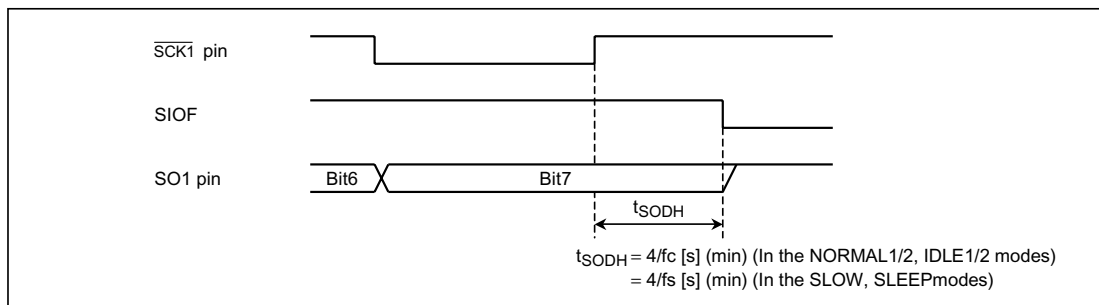 SCK1 pin
SIOF
SO1 pin
Bit6
Bit7
tSODH
tSODH = 4/fc [s] (min) (In the NORMAL1/2, IDLE1/2 modes)
= 4/fs [s] (min) (In the SLOW, SLEEPmodes)